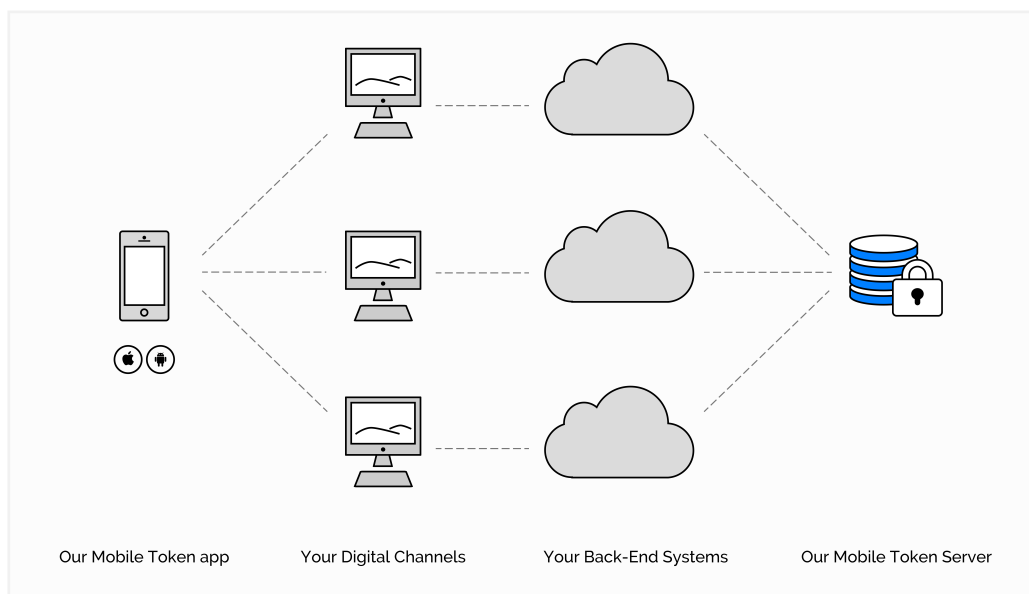 Our Mobile Token app
Your Digital Channels
Your Back-End Systems
Our Mobile Token Server